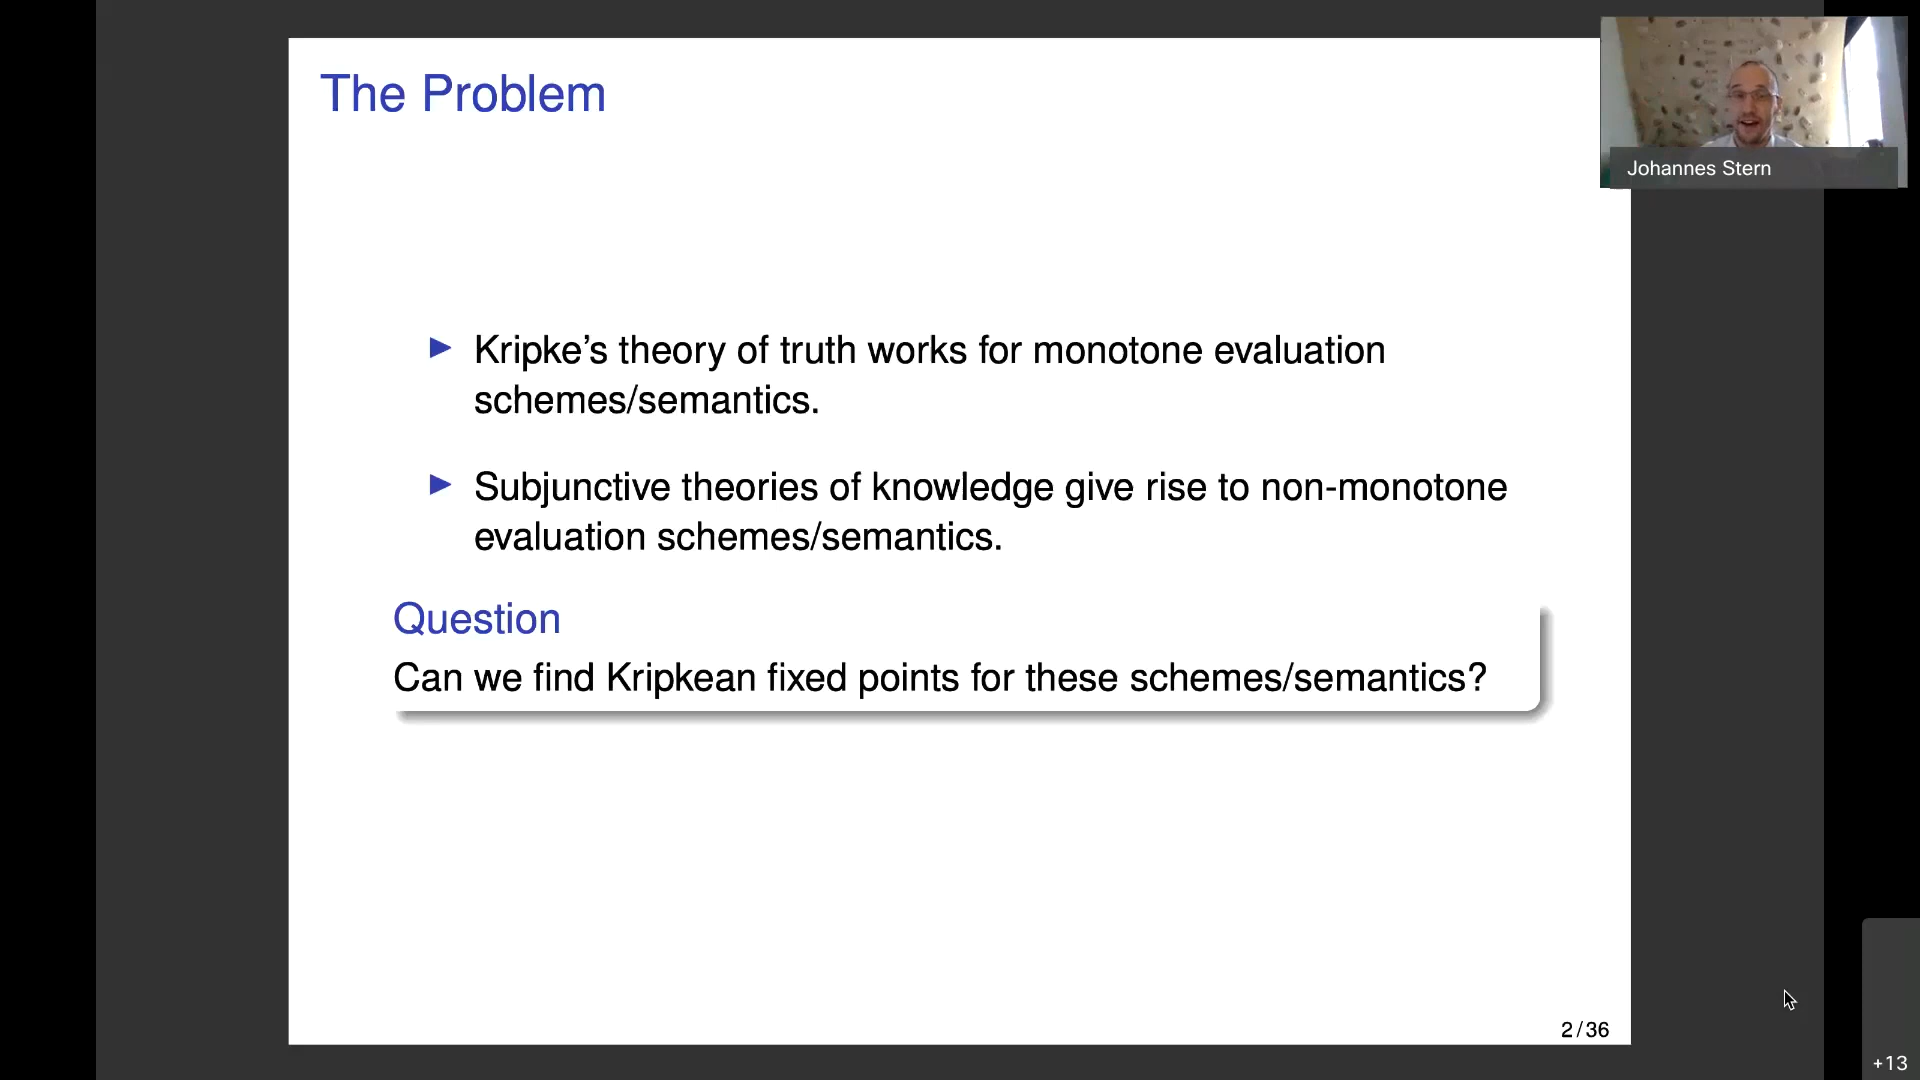 The Problem
Johannes Stern
▶ Kripke's theory of truth works for monotone evaluation
schemes/semantics.
▶ Subjunctive theories of knowledge give rise to non-monotone
evaluation schemes/semantics.
Question
Can we find Kripkean fixed points for these schemes/semantics?
2/36
+13